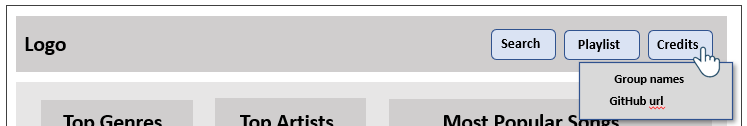 Logo
Search
Playlist
Credits
Group names
GitHub url
Top Genres
Top Artists
Most Popular Songs